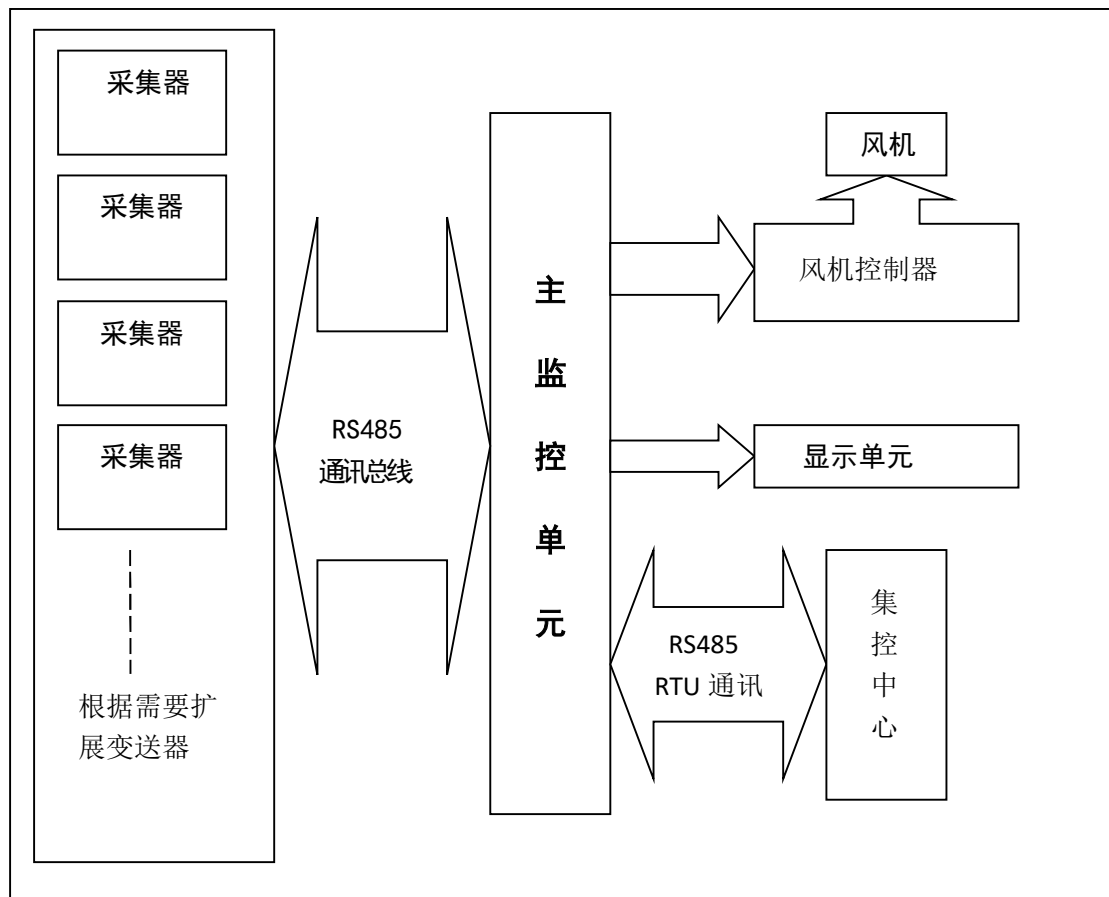 采集器
采集器
采集器
采集器
根据需要扩
展变送器
RS485
通讯总线
主
监
控
单
元
风机
风机控制器
显示单元
RS485
RTU 通讯
集
控
中
心